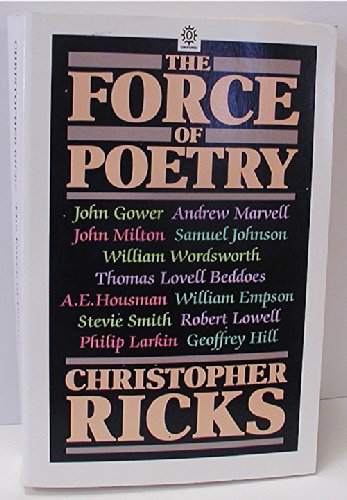 THE
FORCE
OF
POETRY
John Gower Andrew Marvell
John Milton Samuel Johnson
William Wordsworth
Thomas Lovell Beddoes
A.E.Housman William Empson
Stevie Smith Robert Lowell
Philip Larkin Geoffrey Hill
CHRISTOPHER
RICKS